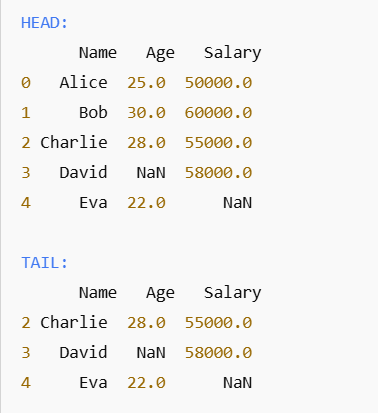 HEAD:
Name Age Salary
0 Alice 25.0 50000.0
1 Bob 30.0 60000.0
2 Charlie 28.0 55000.0
3 David NaN 58000.0
4 Eva 22.0 NaN
TAIL:
Name Age Salary
2 Charlie 28.0 55000.0
3 David NaN 58000.0
4 Eva 22.0 NaN